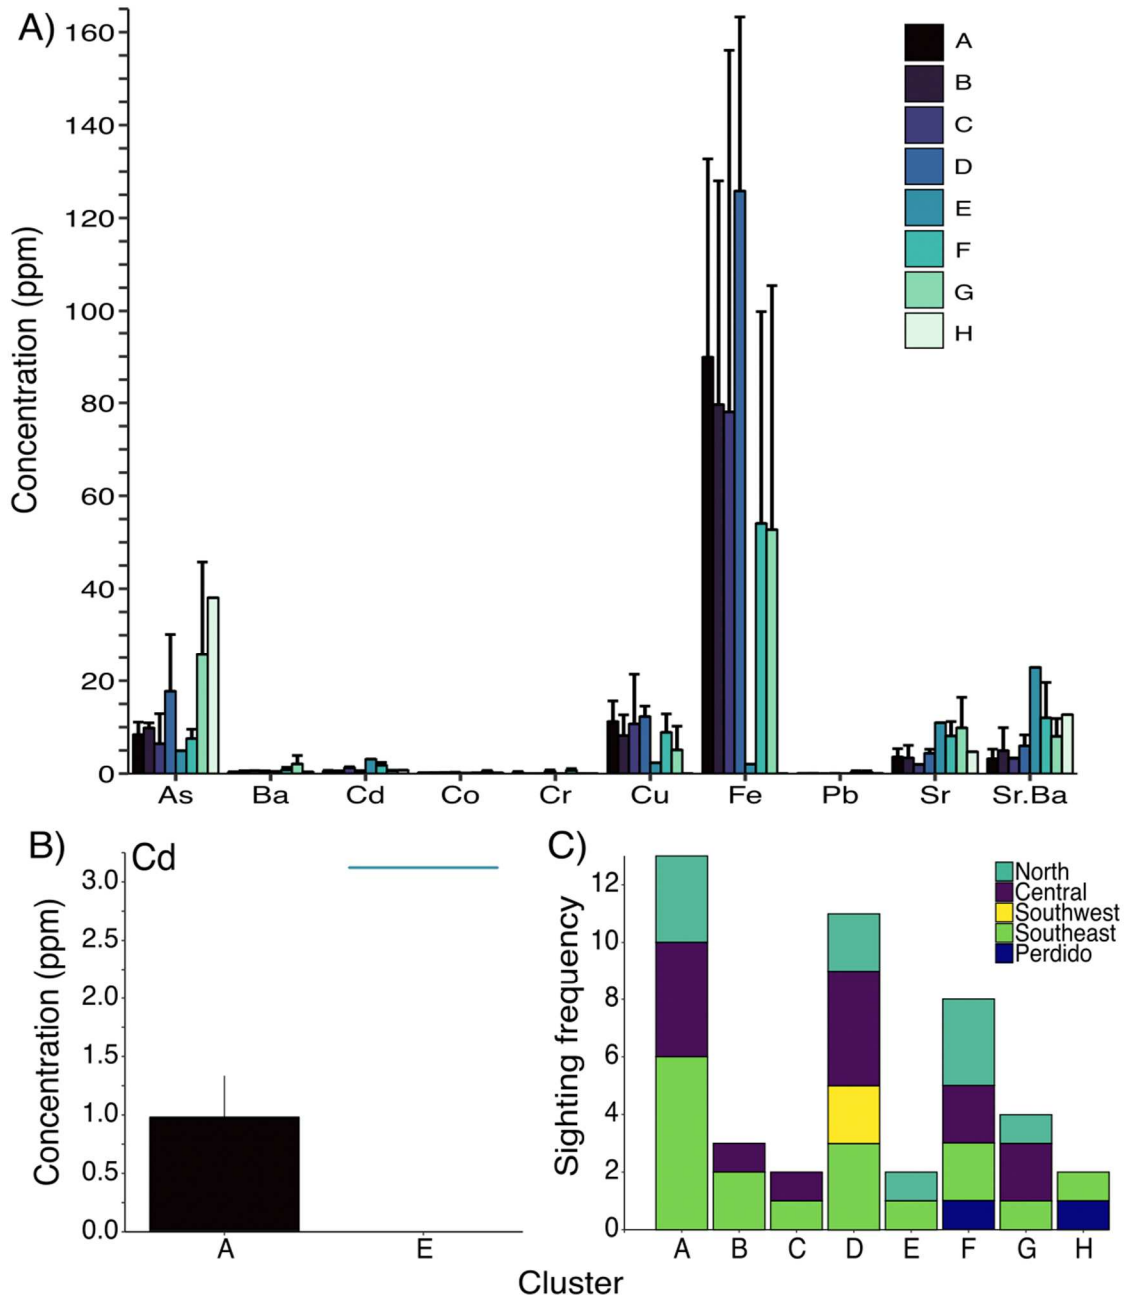 A)
Concentration (ppm)
160
140
120
100
80
60
40
20
0
As Ba Cd Co Cr Cu Fe Pb Sr Sr.Ba
A
B
C
D
E
F
G
H
B)
Cd
Concentration (ppm)
3.0
2.5
2.0
1.5
1.0
0.5
0.0
A E
C)
Sighting frequency
12
10
8
6
4
2
0
North
Central
Southwest
Southeast
Perdido
A B C D E F G H
Cluster